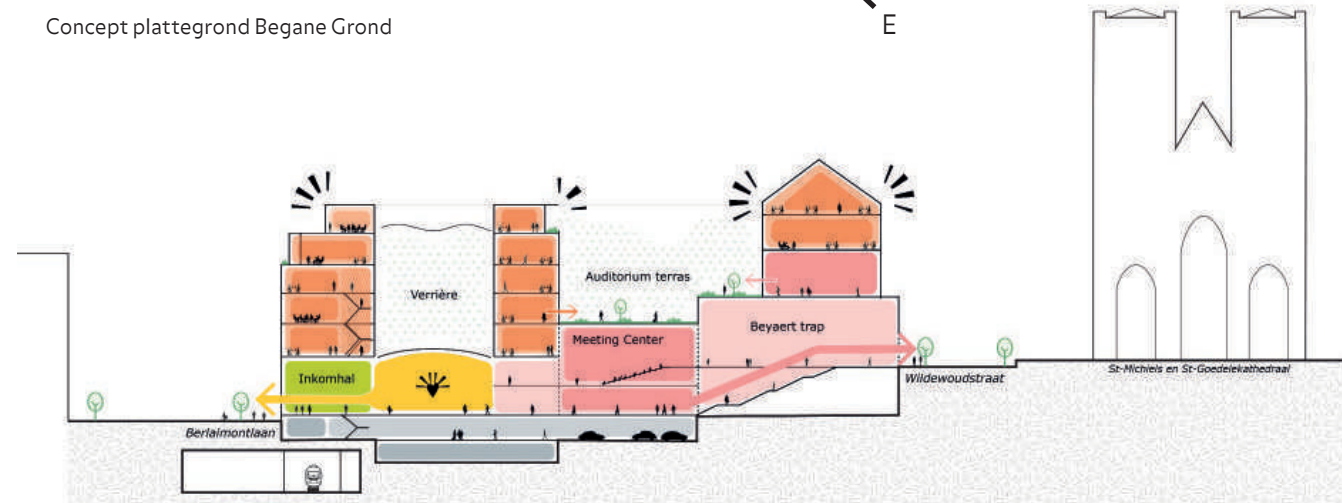 Concept plattegrond Begane Grond
E
Auditorium terras
Verrière
Beyaert trap
Meeting Center
Inkomhal
St-Michiels en St-Goedelekathedraal
Wildewoudstraat
Berlaimontlaan